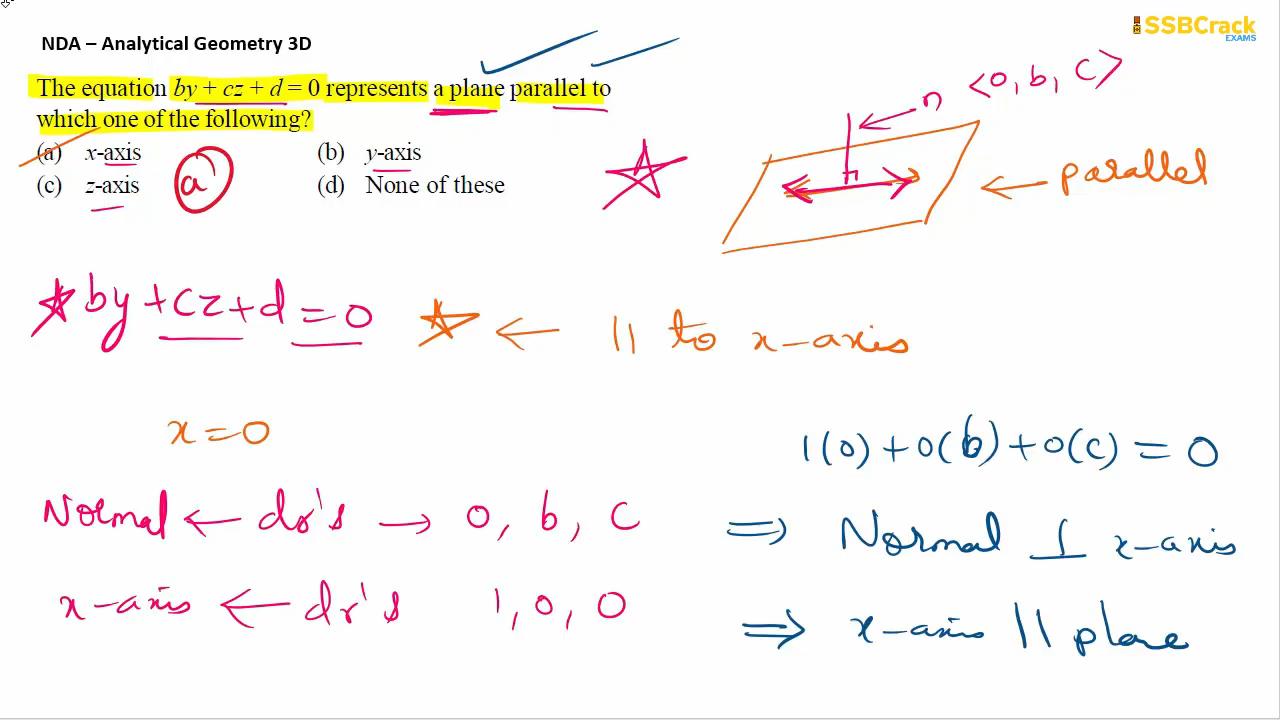 SSBCrack
EXAMS
NDA – Analytical Geometry 3D
The equation by + cz + d = 0 represents a plane parallel to
which one of the following?
(a) x-axis (b) y-axis
(c) z-axis (d) None of these
a
n <0, b, c>
← parallel
by + cz + d = 0 ← || to x-axis
x = 0
Normal ← dr's → 0, b, c
x-axis ← dr's 1, 0, 0
1(0) + 0(b) + 0(c) = 0
⇒ Normal ⊥ x-axis
⇒ x-axis || plane